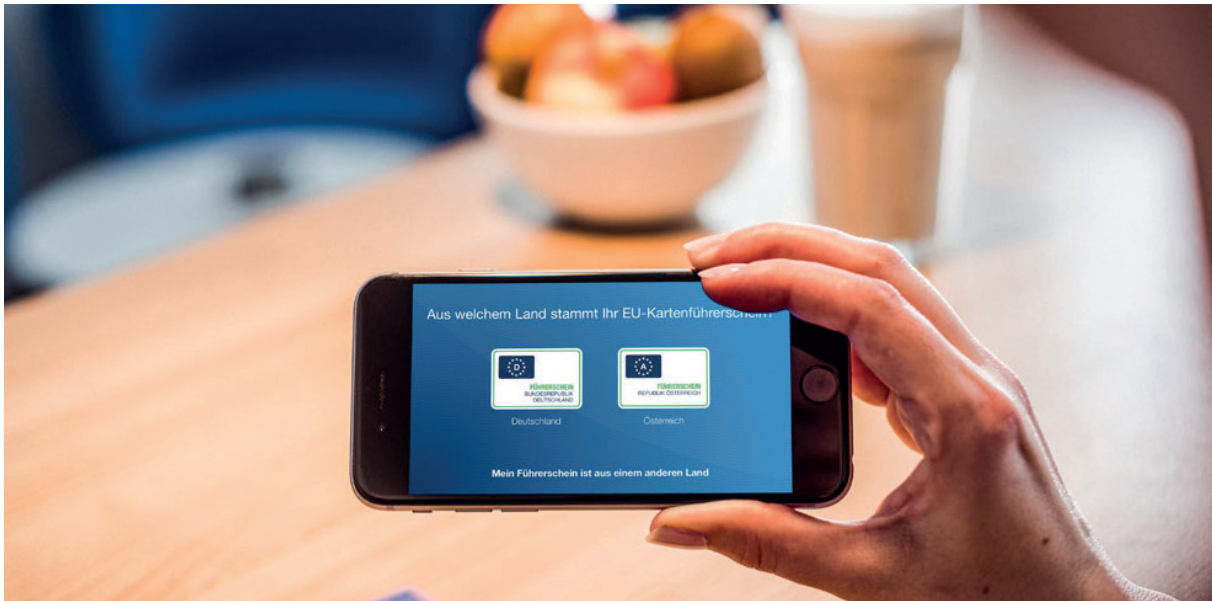 Aus welchem Land stammt Ihr EU-Kartenführerschein?
D
FÜHRERSCHEIN
BUNDESREPUBLIK
DEUTSCHLAND
A
FÜHRERSCHEIN
REPUBLIK ÖSTERREICH
Deutschland
Österreich
Mein Führerschein ist aus einem anderen Land